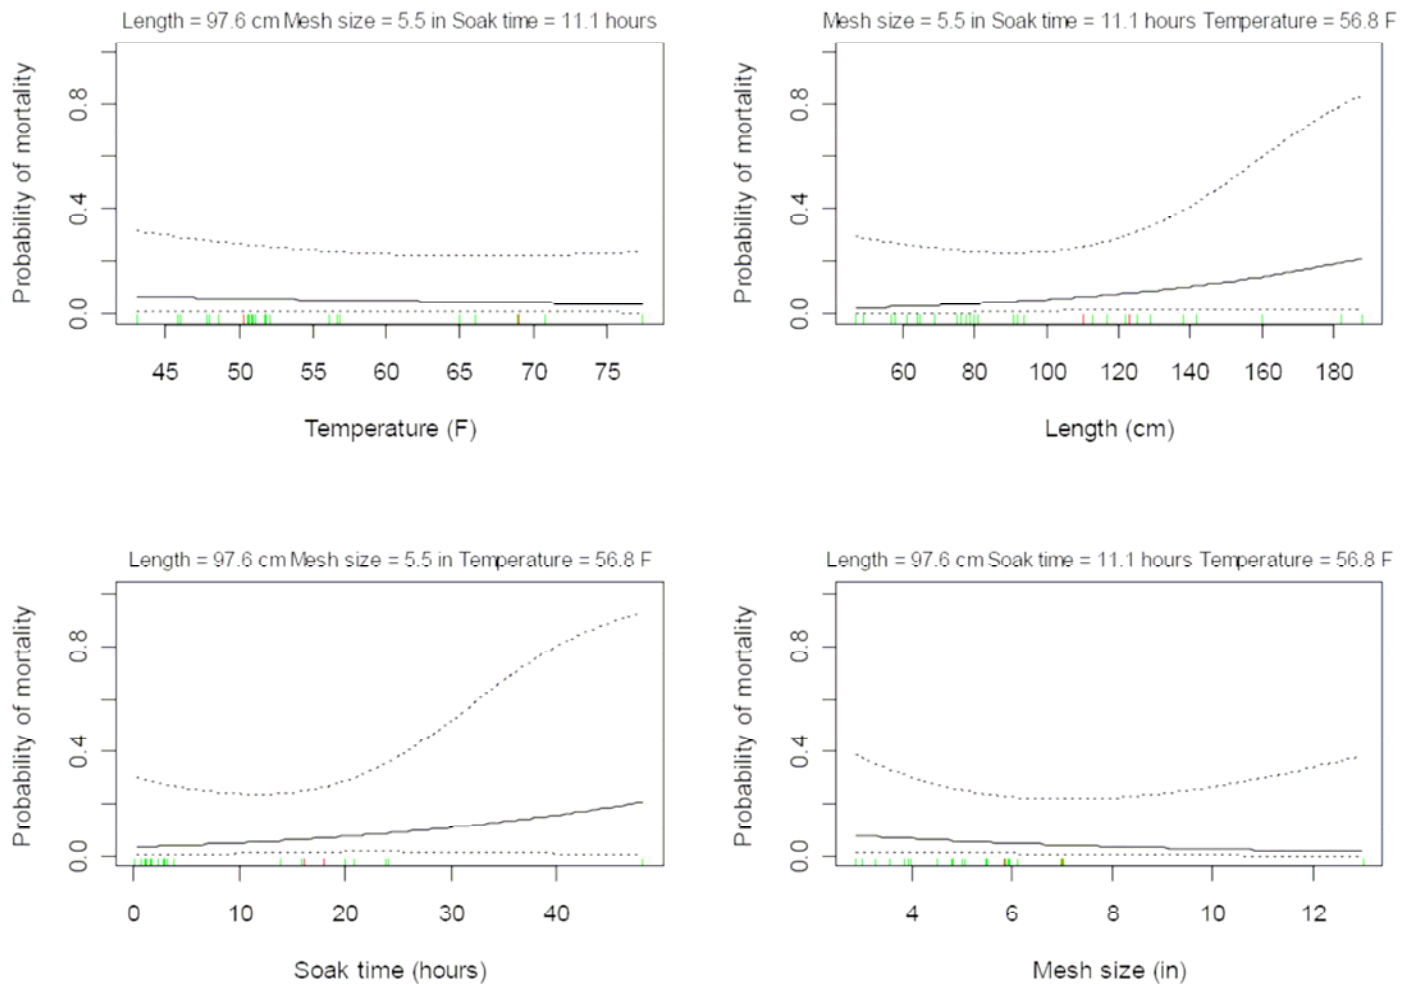 Length = 97.6 cm Mesh size = 5.5 in Soak time = 11.1 hours
Probability of mortality
0.8
0.4
0.0
45 50 55 60 65 70 75
Temperature (F)
Mesh size = 5.5 in Soak time = 11.1 hours Temperature = 56.8 F
Probability of mortality
0.8
0.4
0.0
60 80 100 120 140 160 180
Length (cm)
Length = 97.6 cm Mesh size = 5.5 in Temperature = 56.8 F
Probability of mortality
0.8
0.4
0.0
0 10 20 30 40
Soak time (hours)
Length = 97.6 cm Soak time = 11.1 hours Temperature = 56.8 F
Probability of mortality
0.8
0.4
0.0
4 6 8 10 12
Mesh size (in)